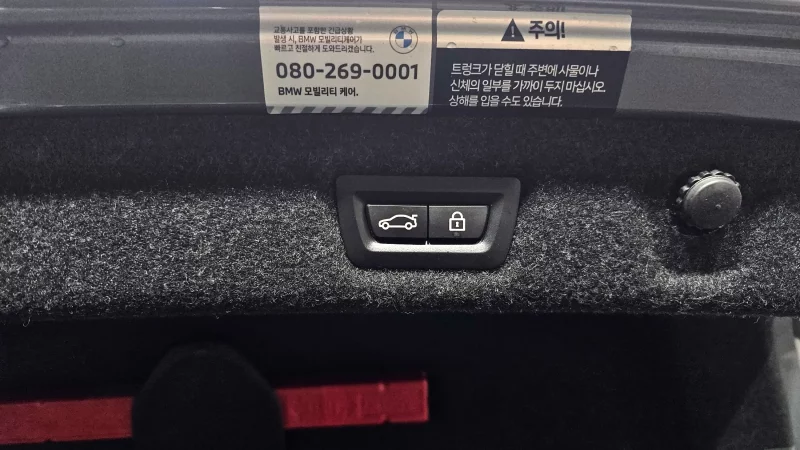 교통사고를 포함한 긴급상황
발생 시, BMW 모빌리티케어가
빠르고 친절하게 도와드리겠습니다.
080-269-0001
BMW 모빌리티 케어.
주의!
트렁크가 닫힐 때 주변에 사물이나
신체의 일부를 가까이 두지 마십시오.
상해를 입을 수도 있습니다.